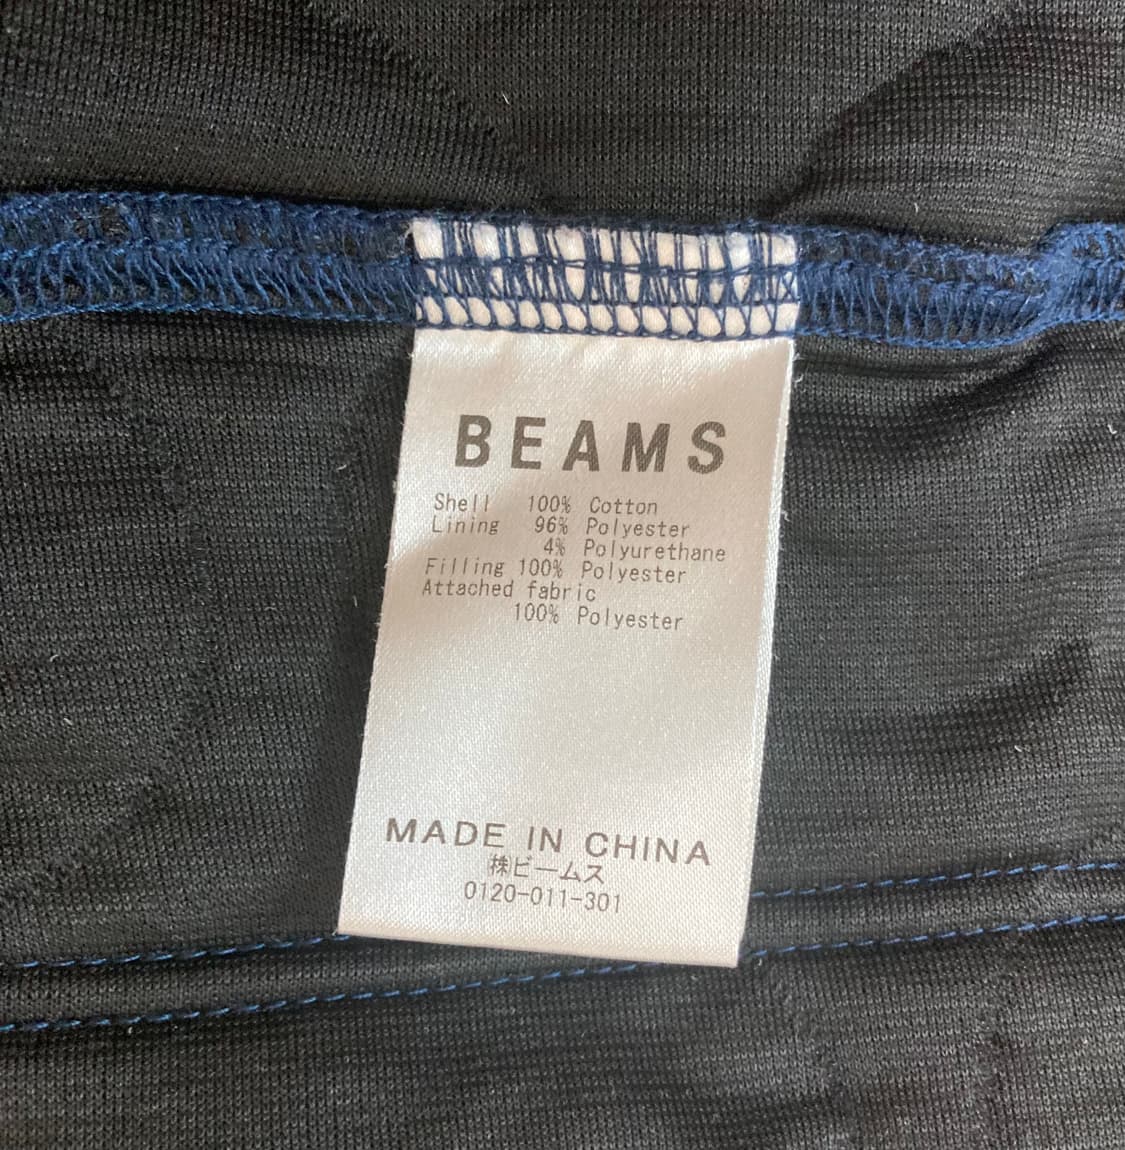 BEAMS
Shell 100% Cotton
Lining 96% Polyester
4% Polyurethane
Filling 100% Polyester
Attached fabric
100% Polyester
MADE IN CHINA
㈱ビームス
0120-011-301